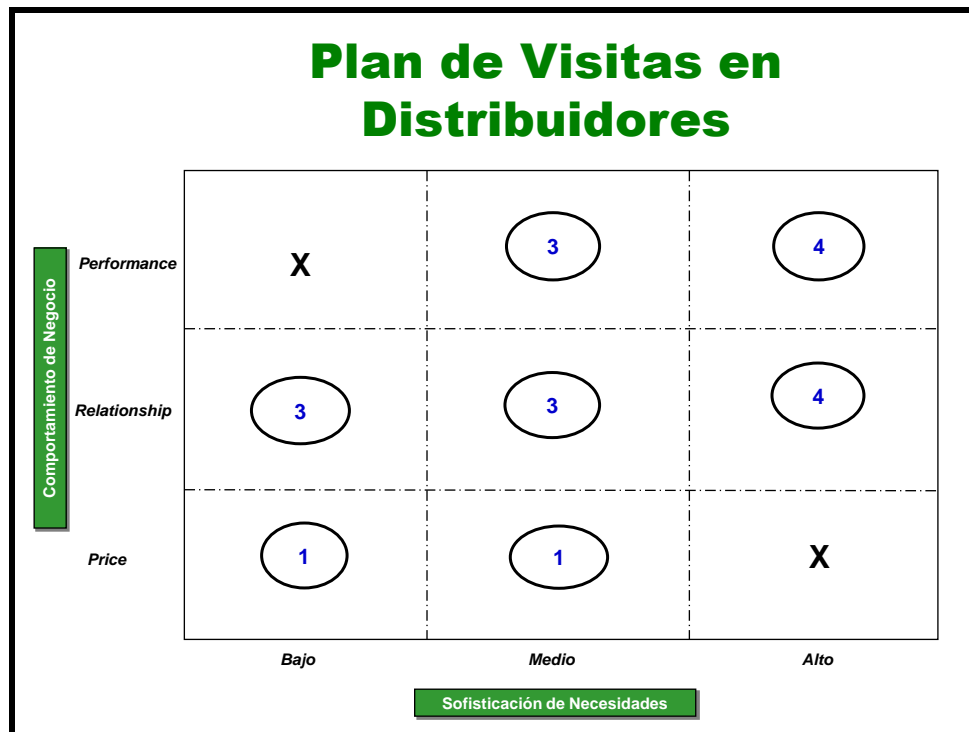 Plan de Visitas en
Distribuidores
Comportamiento de Negocio
Performance
X
3
4
Relationship
3
3
4
Price
1
1
X
Bajo
Medio
Alto
Sofisticación de Necesidades